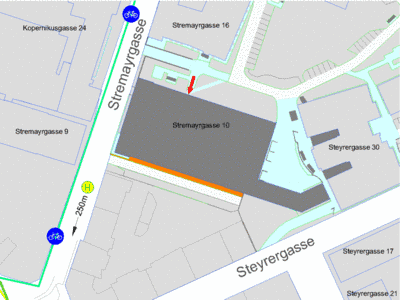 Kopernikusgasse 24
Stremayrgasse 16
Stremayrgasse
Stremayrgasse 9
Stremayrgasse 10
Steyrergasse 30
H
250m
Steyrergasse
Steyrergasse 17
Steyrergasse 21